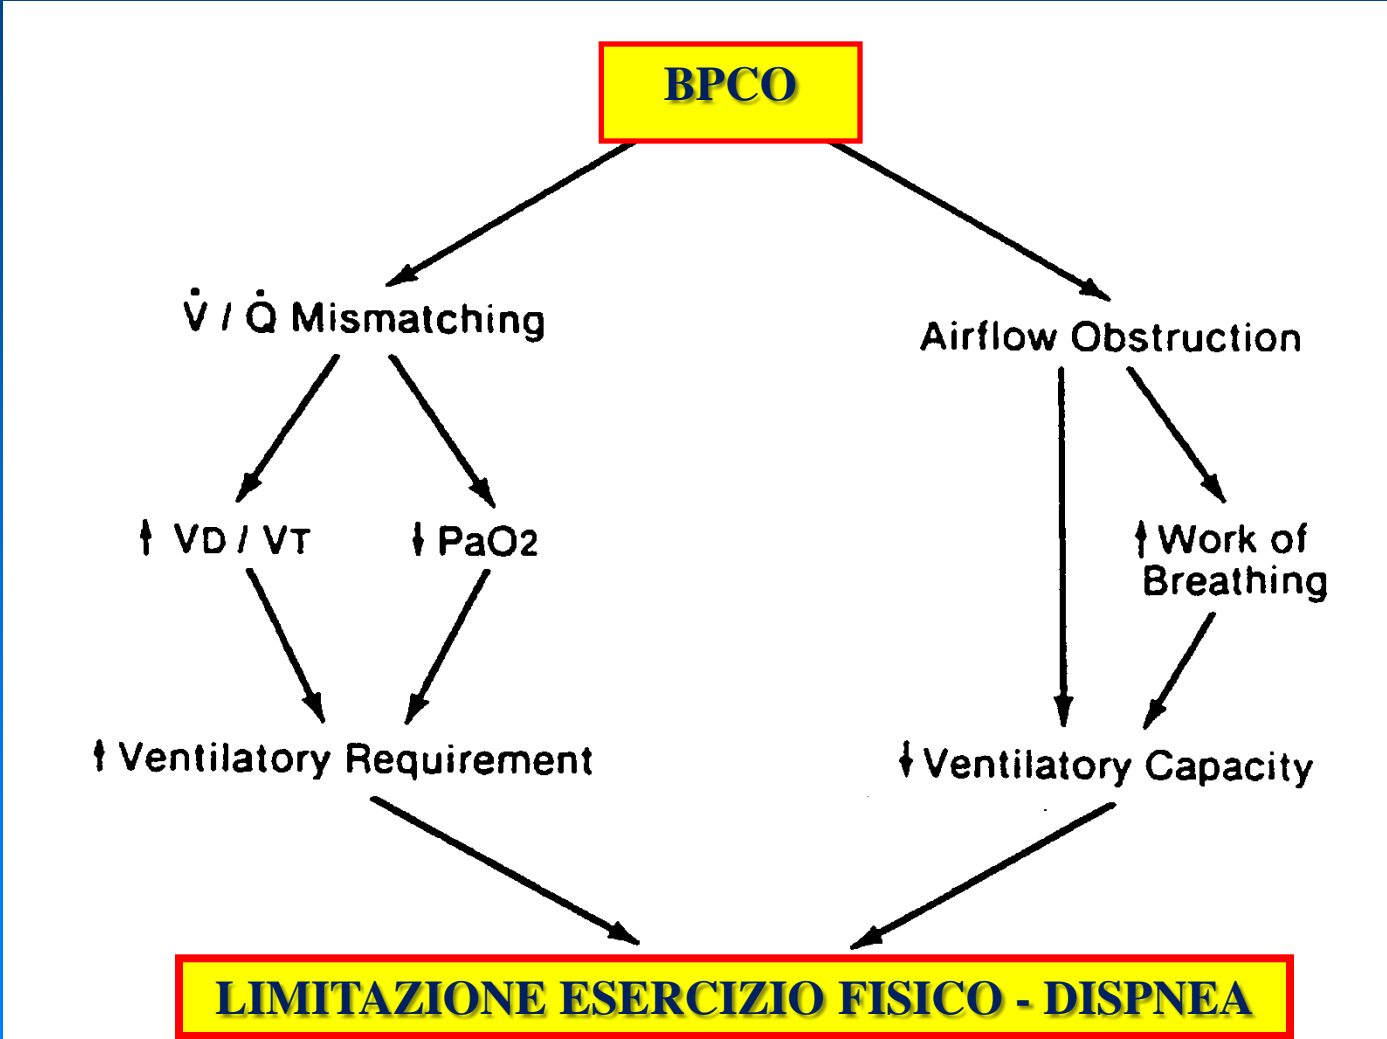 BPCO
V̇ / Q̇ Mismatching
Airflow Obstruction
↑ VD / VT
↓ PaO2
↑ Work of
Breathing
↑ Ventilatory Requirement
↓ Ventilatory Capacity
LIMITAZIONE ESERCIZIO FISICO - DISPNEA